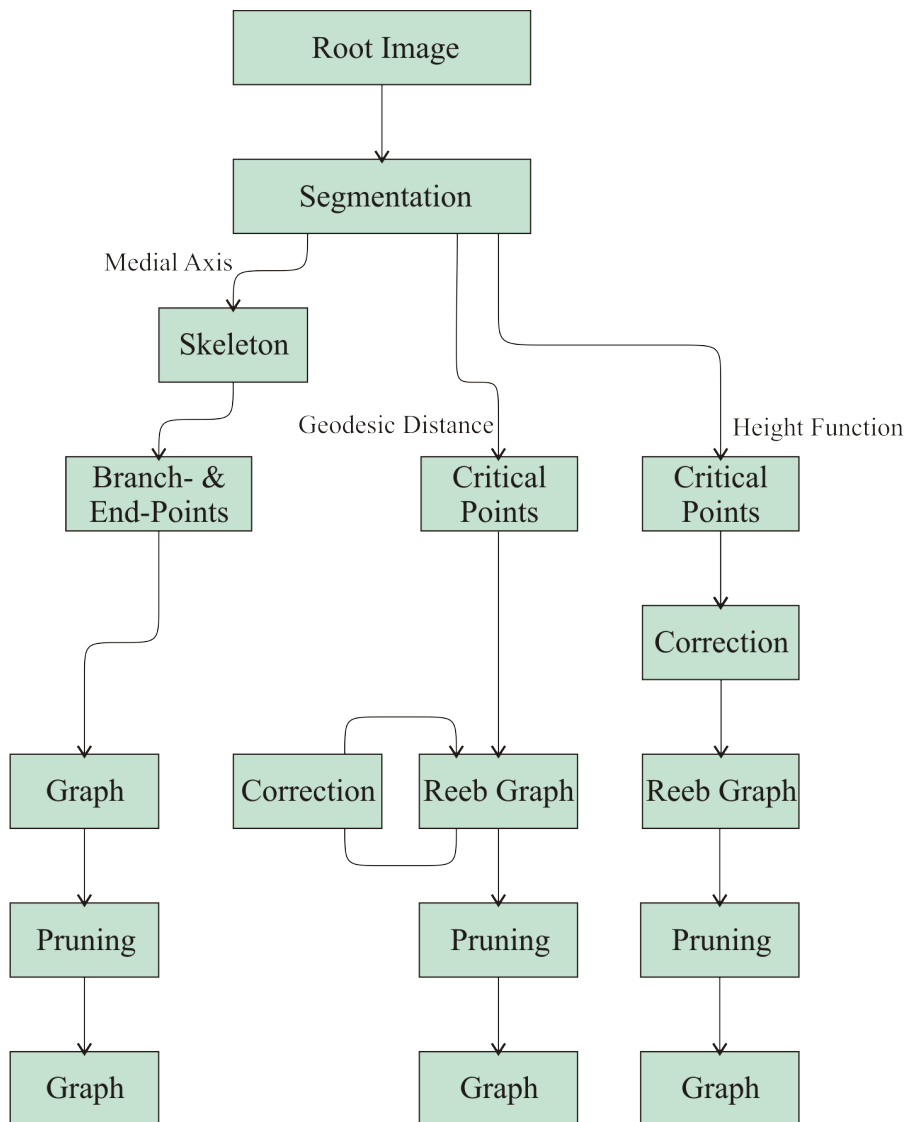 Root Image
Segmentation
Medial Axis
Skeleton
Geodesic Distance
Height Function
Branch- &
End-Points
Critical
Points
Critical
Points
Correction
Graph
Correction
Reeb Graph
Reeb Graph
Pruning
Pruning
Pruning
Graph
Graph
Graph